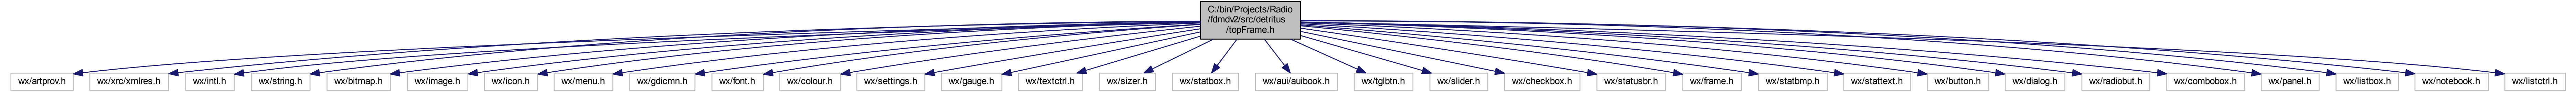 C:/bin/Projects/Radio
/fdmdv2/src/detritus
/topFrame.h
wx/artprov.h
wx/xrc/xmlres.h
wx/intl.h
wx/string.h
wx/bitmap.h
wx/image.h
wx/icon.h
wx/menu.h
wx/gdicmn.h
wx/font.h
wx/colour.h
wx/settings.h
wx/gauge.h
wx/textctrl.h
wx/sizer.h
wx/statbox.h
wx/aui/auibook.h
wx/tglbtn.h
wx/slider.h
wx/checkbox.h
wx/statusbr.h
wx/frame.h
wx/statbmp.h
wx/stattext.h
wx/button.h
wx/dialog.h
wx/radiobut.h
wx/combobox.h
wx/panel.h
wx/listbox.h
wx/notebook.h
wx/listctrl.h